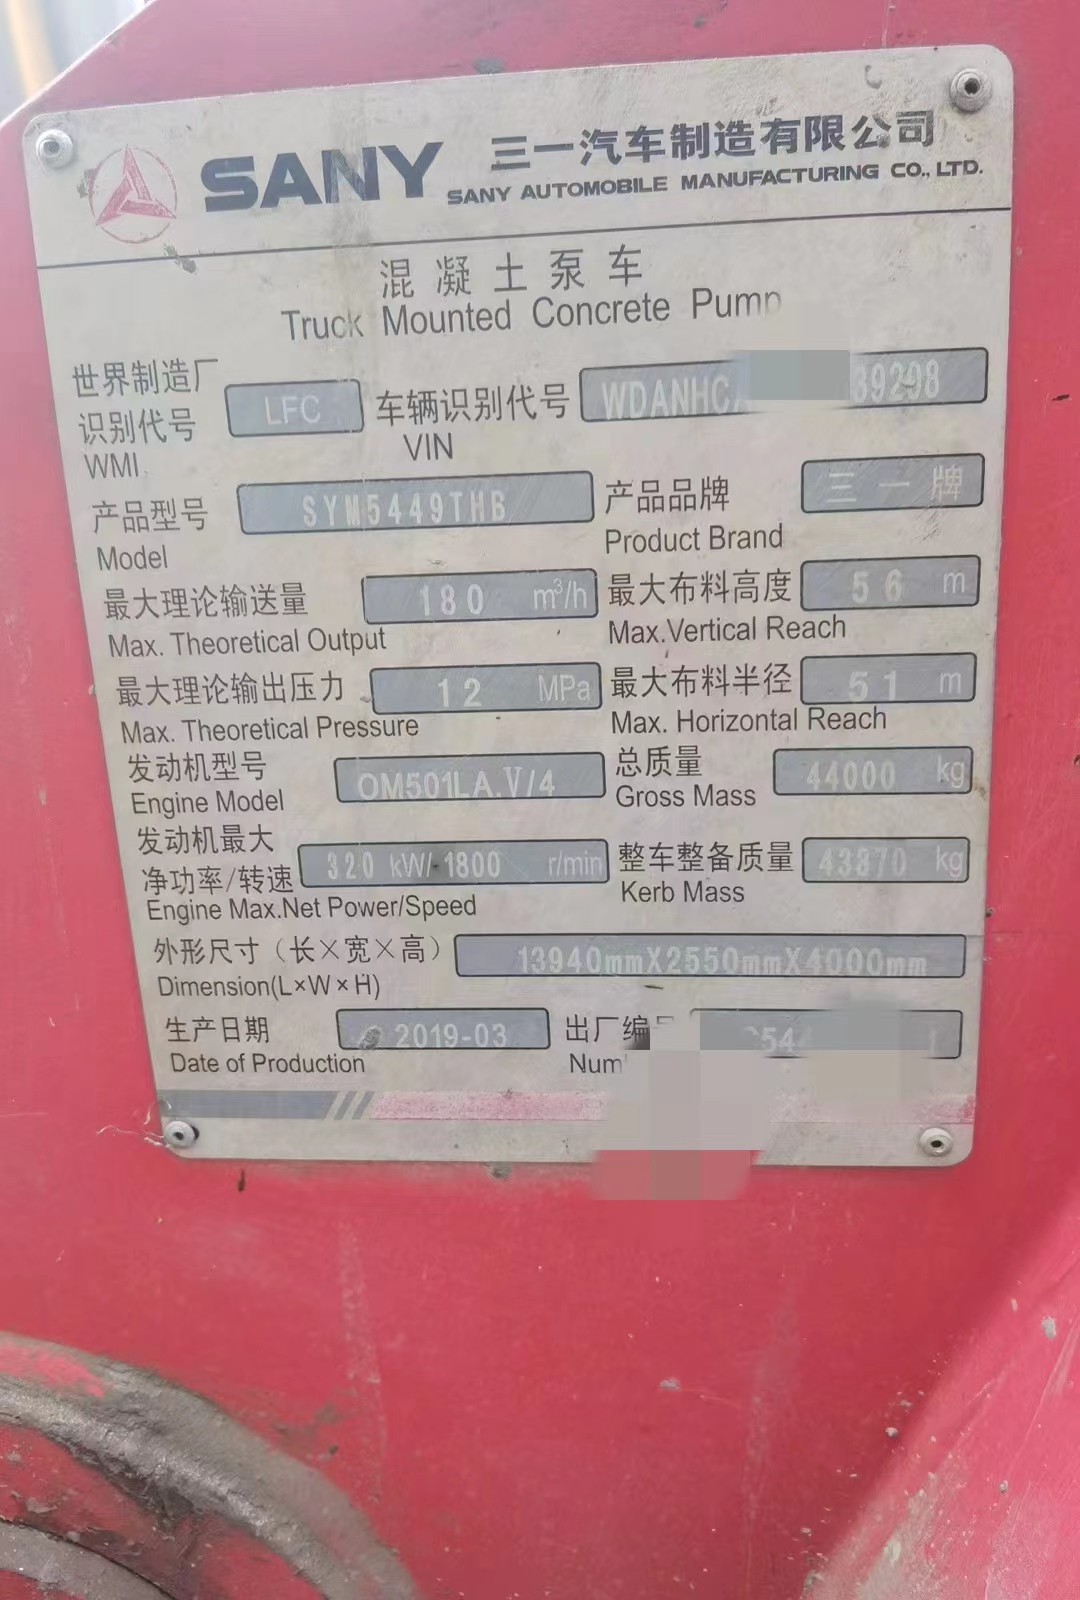 SANY 三一汽车制造有限公司
SANY AUTOMOBILE MANUFACTURING CO., LTD.
混凝土泵车
Truck Mounted Concrete Pump
世界制造厂
识别代号 LFC 车辆识别代号 WDANHC 39298
WMI VIN
产品型号 SYM5449THB 产品品牌 三一牌
Model Product Brand
最大理论输送量 180 m³/h 最大布料高度 56 m
Max. Theoretical Output Max.Vertical Reach
最大理论输出压力 12 MPa 最大布料半径 51 m
Max. Theoretical Pressure Max. Horizontal Reach
发动机型号 OM501LA.V/4 总质量 44000 kg
Engine Model Gross Mass
发动机最大
净功率/转速 320 kW/ 1800 r/min 整车整备质量 43870 kg
Engine Max.Net Power/Speed Kerb Mass
外形尺寸（长×宽×高） 13940mmX2550mmX4000mm
Dimension(L×W×H)
生产日期 2019-03 出厂编 544
Date of Production Num